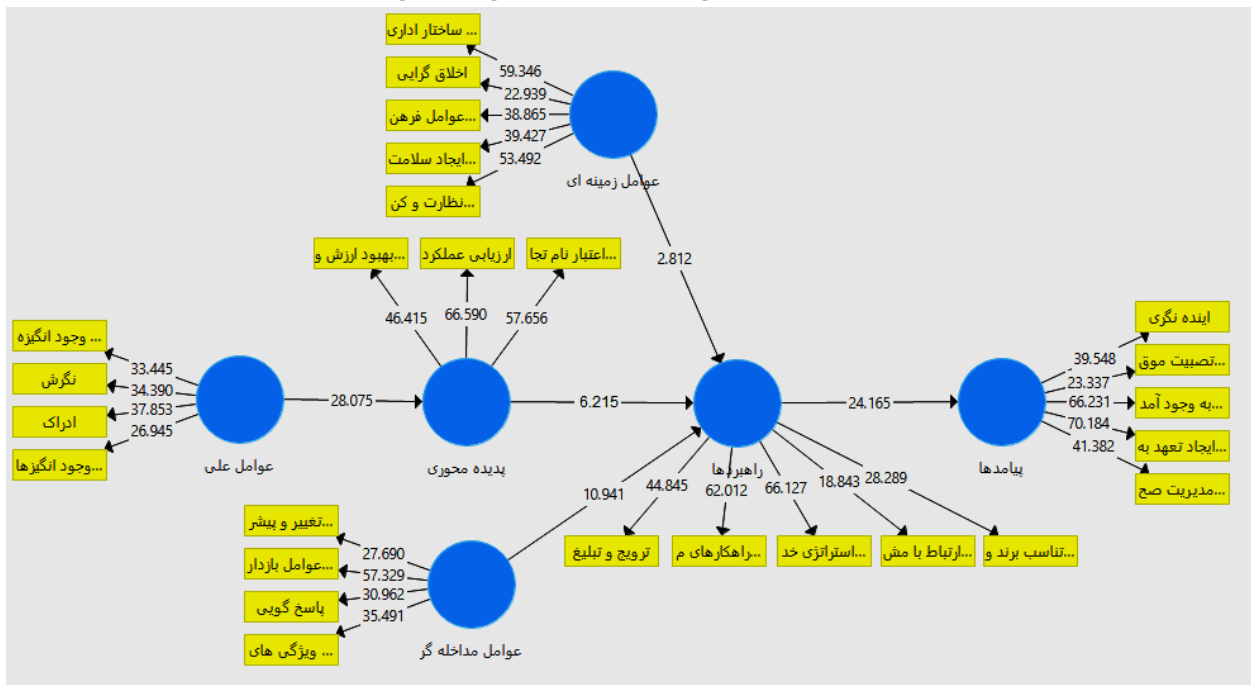 ساختار اداری ...
اخلاق گرایی
عوامل فرهن...
ایجاد سلامت...
نظارت و کن...
59.346
22.939
38.865
39.427
53.492
عوامل زمینه ای
2.812
بهبود ارزش و...
ارزیابی عملکرد
اعتبار نام تجا...
46.415
66.590
57.656
وجود انگیزه ...
نگرش
ادراک
وجود انگیزها...
33.445
34.390
37.853
26.945
عوامل علی
28.075
پدیده محوری
6.215
راهبردها
24.165
پیامدها
اینده نگری
تصبیت موق...
به وجود آمد...
ایجاد تعهد به...
مدیریت صح...
39.548
23.337
66.231
70.184
41.382
10.941
44.845
62.012
66.127
18.843
28.289
ترویج و تبلیغ
راهکارهای م...
استراتژی خد...
ارتباط با مش...
تناسب برند و...
تغییر و پیشر...
عوامل بازدار...
پاسخ گویی
ویژگی های ...
27.690
57.329
30.962
35.491
عوامل مداخله گر